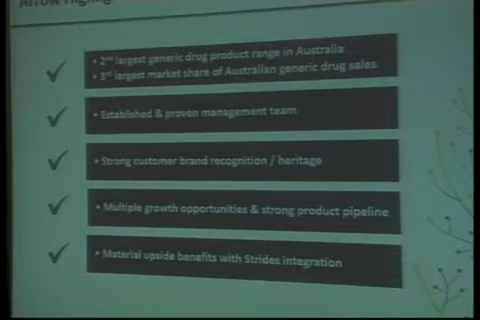 Arrow Highlig
• 2nd largest generic drug product range in Australia
• 3rd largest market share of Australian generic drug sales
• Established & proven management team
• Strong customer brand recognition / heritage
• Multiple growth opportunities & strong product pipeline
• Material upside benefits with Strides integration